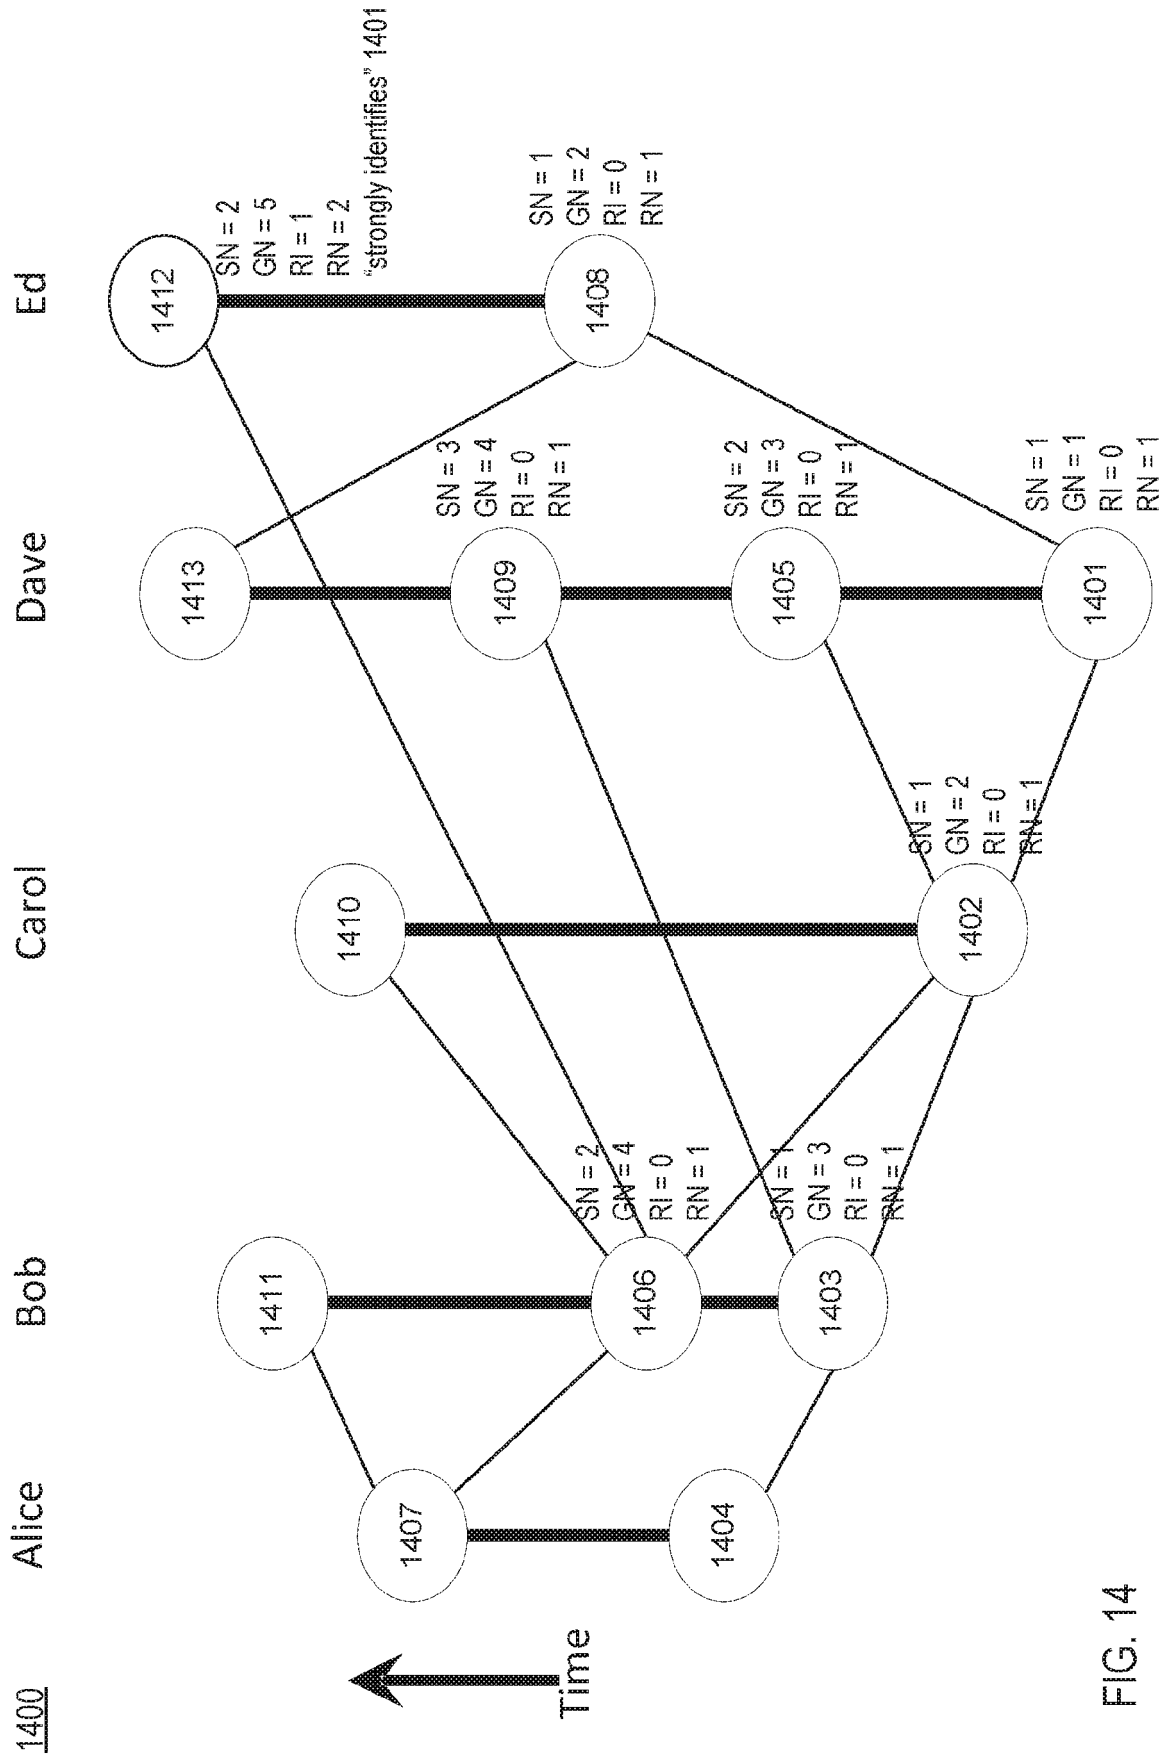 1400
Alice
Bob
Carol
Dave
Ed
1412
SN = 2
GN = 5
RI = 1
RN = 2
"strongly identifies" 1401
1413
1411
1410
1407
1409
SN = 3
GN = 4
RI = 0
RN = 1
1408
SN = 1
GN = 2
RI = 0
RN = 1
1406
SN = 2
GN = 4
RI = 0
RN = 1
1404
1405
SN = 2
GN = 3
RI = 0
RN = 1
1403
SN = 1
GN = 3
RI = 0
RN = 1
1402
SN = 1
GN = 2
RI = 0
RN = 1
1401
SN = 1
GN = 1
RI = 0
RN = 1
Time
FIG. 14